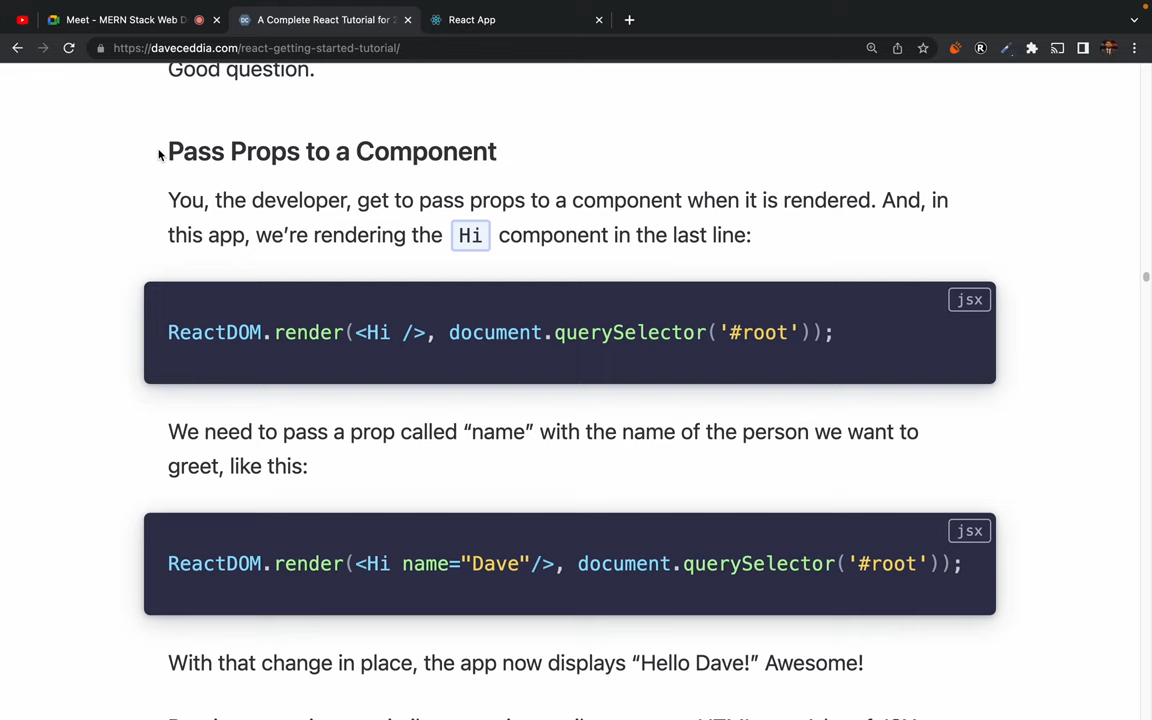 Meet - MERN Stack Web D
A Complete React Tutorial for 2
React App
https://daveceddia.com/react-getting-started-tutorial/
Good question.
Pass Props to a Component
You, the developer, get to pass props to a component when it is rendered. And, in
this app, we’re rendering the Hi component in the last line:
jsx
ReactDOM.render(<Hi />, document.querySelector('#root'));
We need to pass a prop called “name” with the name of the person we want to
greet, like this:
jsx
ReactDOM.render(<Hi name="Dave"/>, document.querySelector('#root'));
With that change in place, the app now displays “Hello Dave!” Awesome!